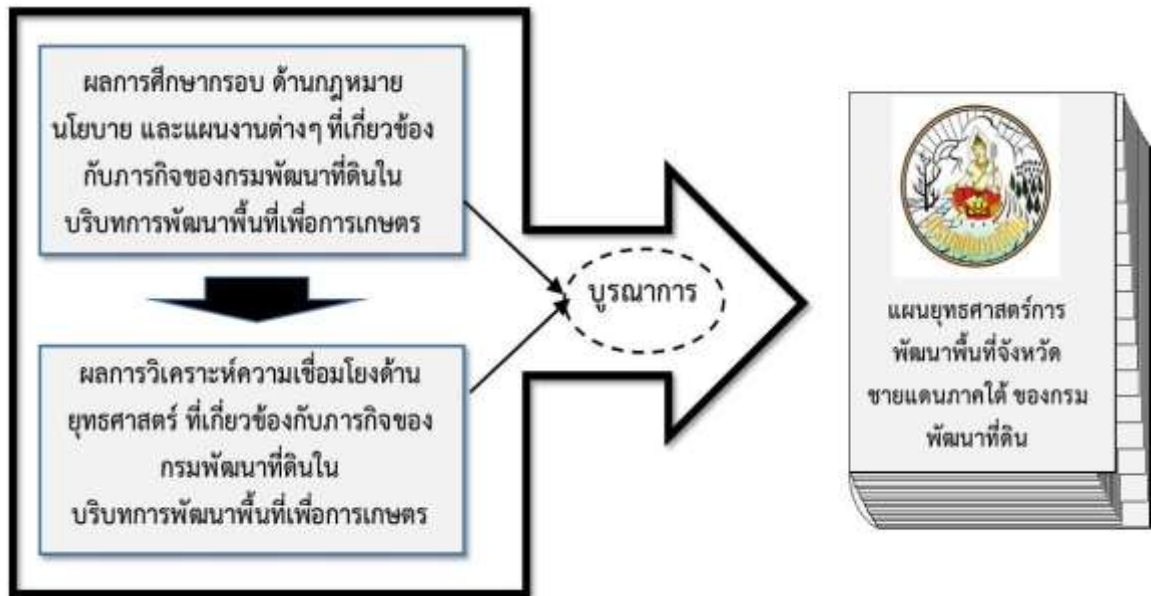 ผลการศึกษากรอบ ด้านกฎหมาย
นโยบาย และแผนงานต่างๆ ที่เกี่ยวข้อง
กับภารกิจของกรมพัฒนาที่ดินใน
บริบทการพัฒนาพื้นที่เพื่อการเกษตร
ผลการวิเคราะห์ความเชื่อมโยงด้าน
ยุทธศาสตร์ ที่เกี่ยวข้องกับภารกิจของ
กรมพัฒนาที่ดินใน
บริบทการพัฒนาพื้นที่เพื่อการเกษตร
บูรณาการ
แผนยุทธศาสตร์การ
พัฒนาพื้นที่จังหวัด
ชายแดนภาคใต้ ของกรม
พัฒนาที่ดิน